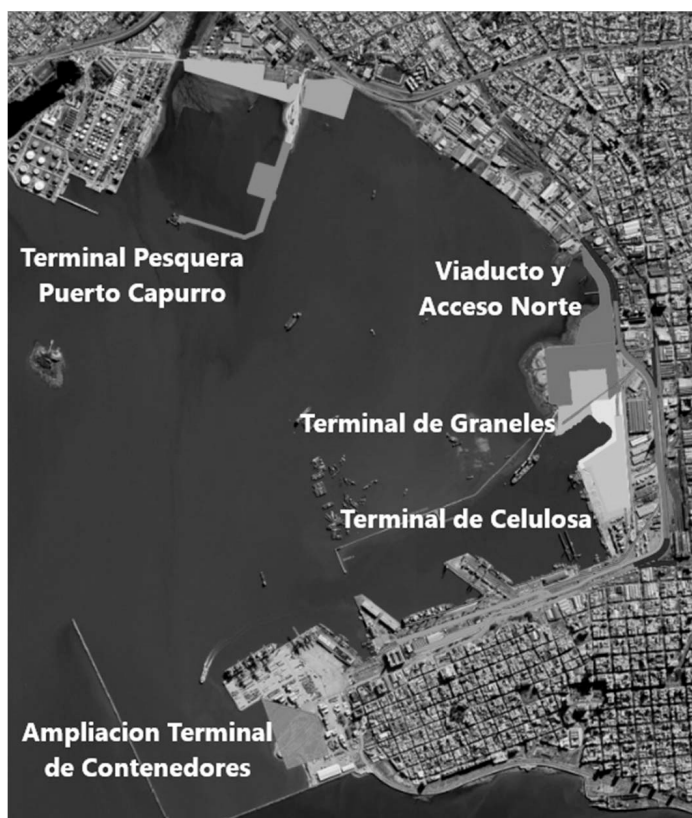 Terminal Pesquera
Puerto Capurro
Viaducto y
Acceso Norte
Terminal de Graneles
Terminal de Celulosa
Ampliacion Terminal
de Contenedores